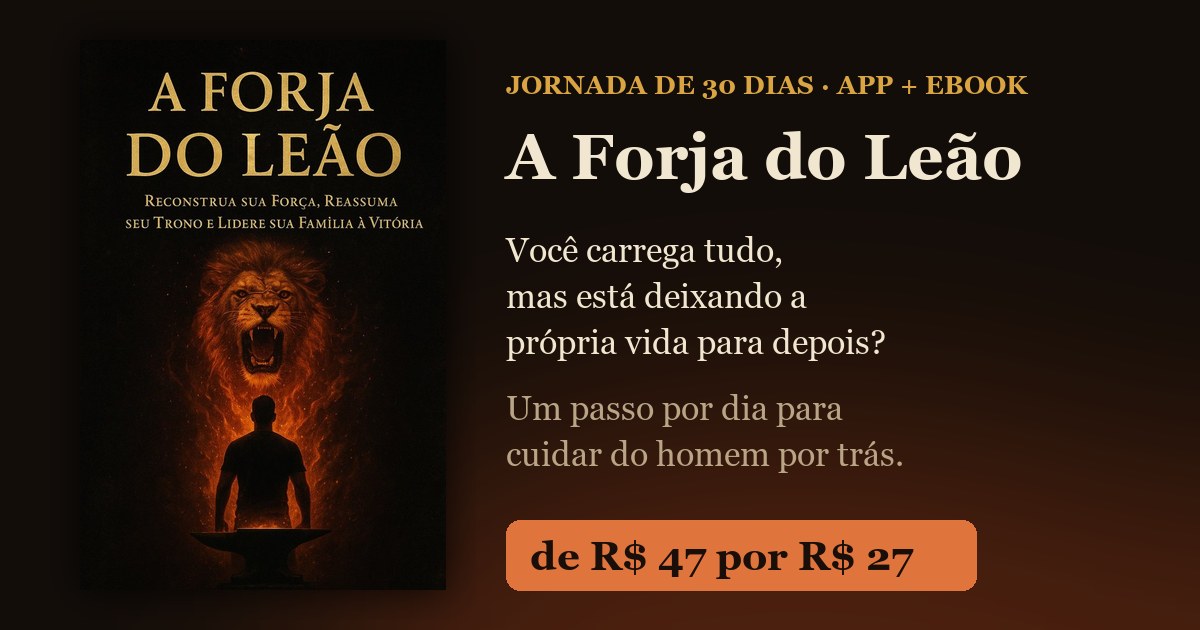 A FORJA
DO LEÃO
Reconstrua sua Força, Reassuma
seu Trono e Lidere sua Família à Vitória
JORNADA DE 30 DIAS · APP + EBOOK
A Forja do Leão
Você carrega tudo,
mas está deixando a
própria vida para depois?
Um passo por dia para
cuidar do homem por trás.
de R$ 47 por R$ 27